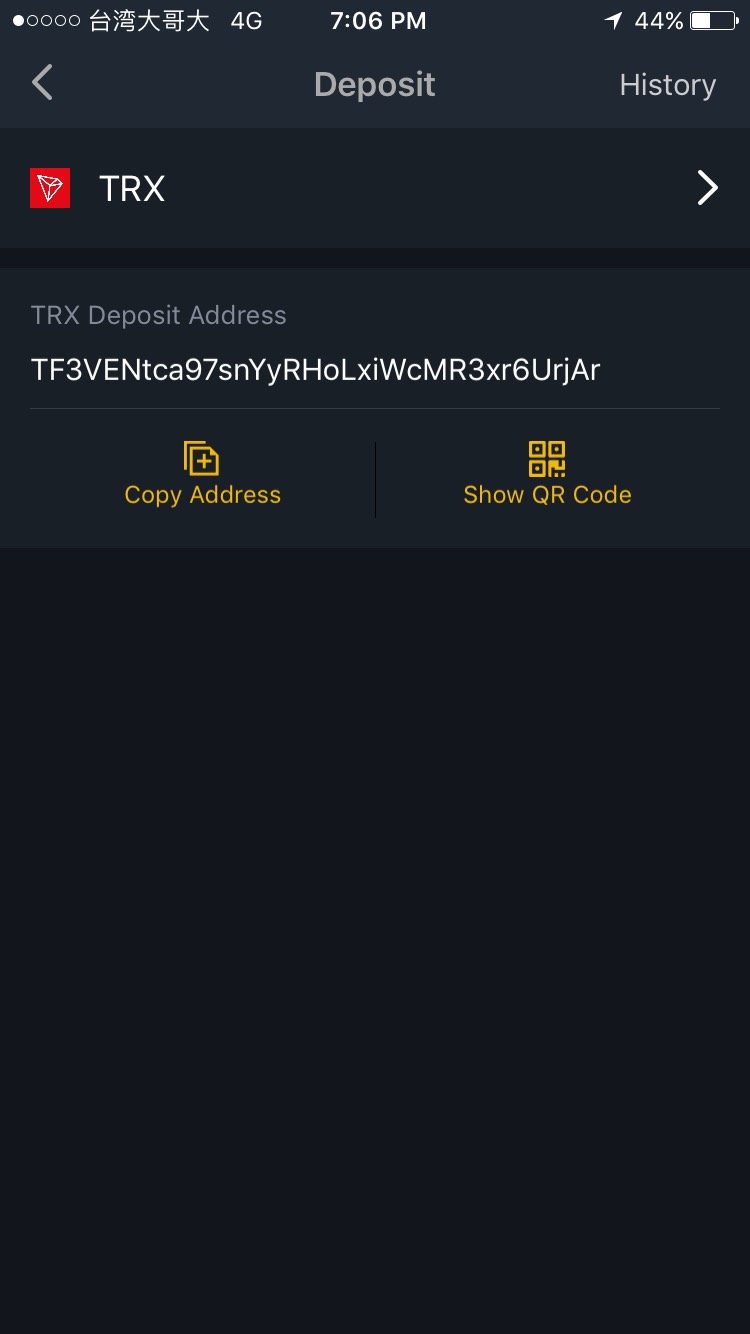 台湾大哥大 4G 7:06 PM 44%
Deposit History
TRX
TRX Deposit Address
TF3VENtca97snYyRHoLxiWcMR3xr6UrjAr
Copy Address Show QR Code